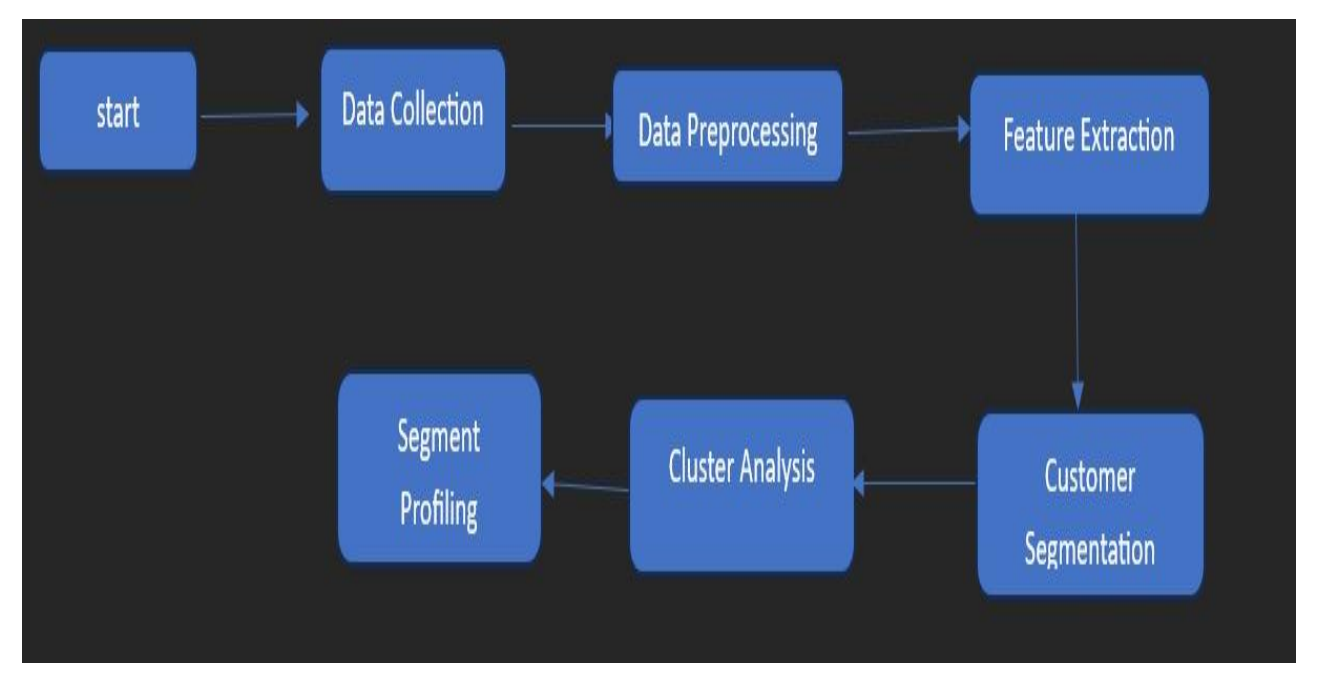 start
Data Collection
Data Preprocessing
Feature Extraction
Customer
Segmentation
Cluster Analysis
Segment
Profiling